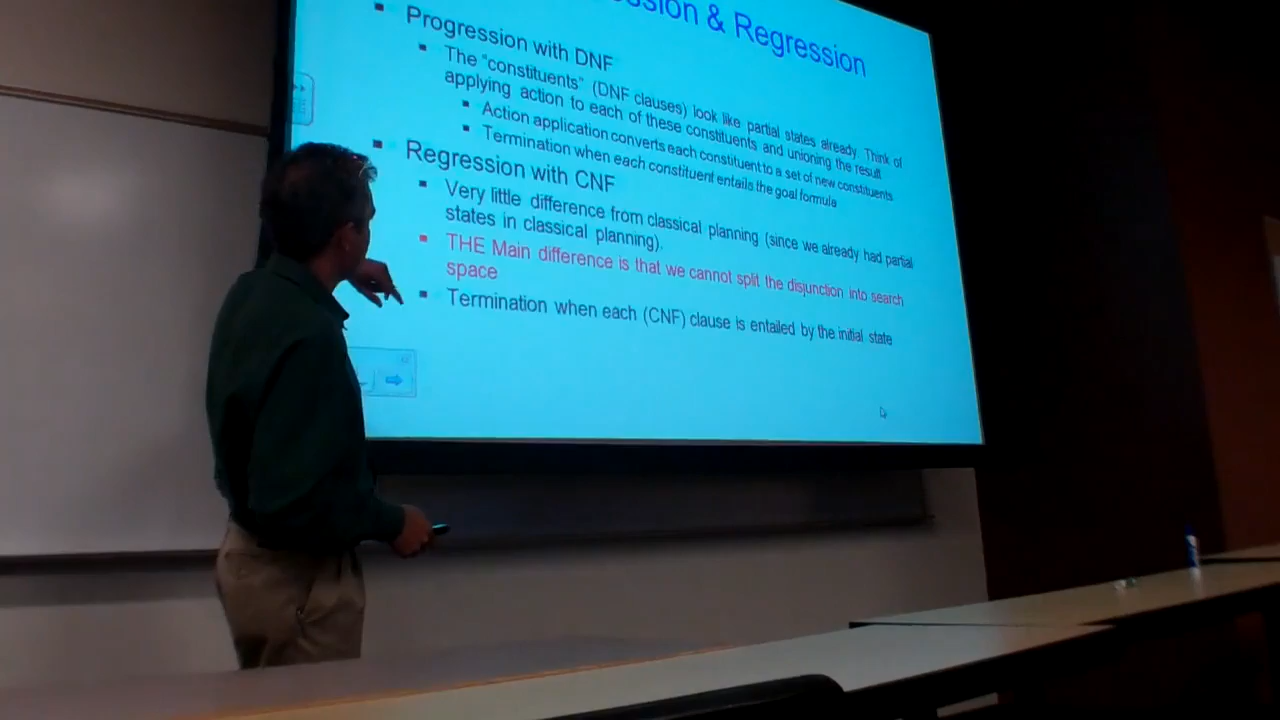 & Regression
Progression with DNF
The "constituents" (DNF clauses) look like partial states already. Think of
applying action to each of these constituents and unioning the result
Action application converts each constituent to a set of new constituents
Termination when each constituent entails the goal formula
Regression with CNF
Very little difference from classical planning (since we already had partial
states in classical planning).
THE Main difference is that we cannot split the disjunction into search
space
Termination when each (CNF) clause is entailed by the initial state